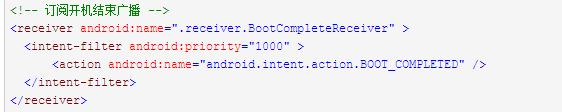 <!-- 订阅开机结束广播 -->
<receiver android:name=".receiver.BootCompleteReceiver" >
<intent-filter android:priority="1000" >
<action android:name="android.intent.action.BOOT_COMPLETED" />
</intent-filter>
</receiver>